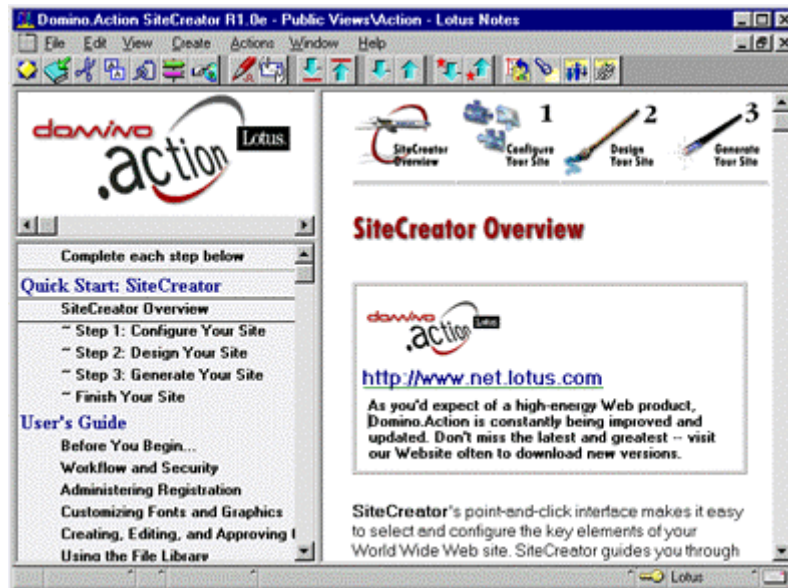 Domino.Action SiteCreator R1.0e - Public Views\Action - Lotus Notes
File Edit View Create Actions Window Help
domino
.action
Lotus.
SiteCreator
Overview
1
Configure
Your Site
2
Design
Your Site
3
Generate
Your Site
Complete each step below
Quick Start: SiteCreator
SiteCreator Overview
~ Step 1: Configure Your Site
~ Step 2: Design Your Site
~ Step 3: Generate Your Site
~ Finish Your Site
User's Guide
Before You Begin...
Workflow and Security
Administering Registration
Customizing Fonts and Graphics
Creating, Editing, and Approving
Using the File Library
SiteCreator Overview
domino
.action
Lotus
http://www.net.lotus.com
As you'd expect of a high-energy Web product,
Domino.Action is constantly being improved and
updated. Don't miss the latest and greatest -- visit
our Website often to download new versions.
SiteCreator's point-and-click interface makes it easy
to select and configure the key elements of your
World Wide Web site. SiteCreator guides you through
Lotus